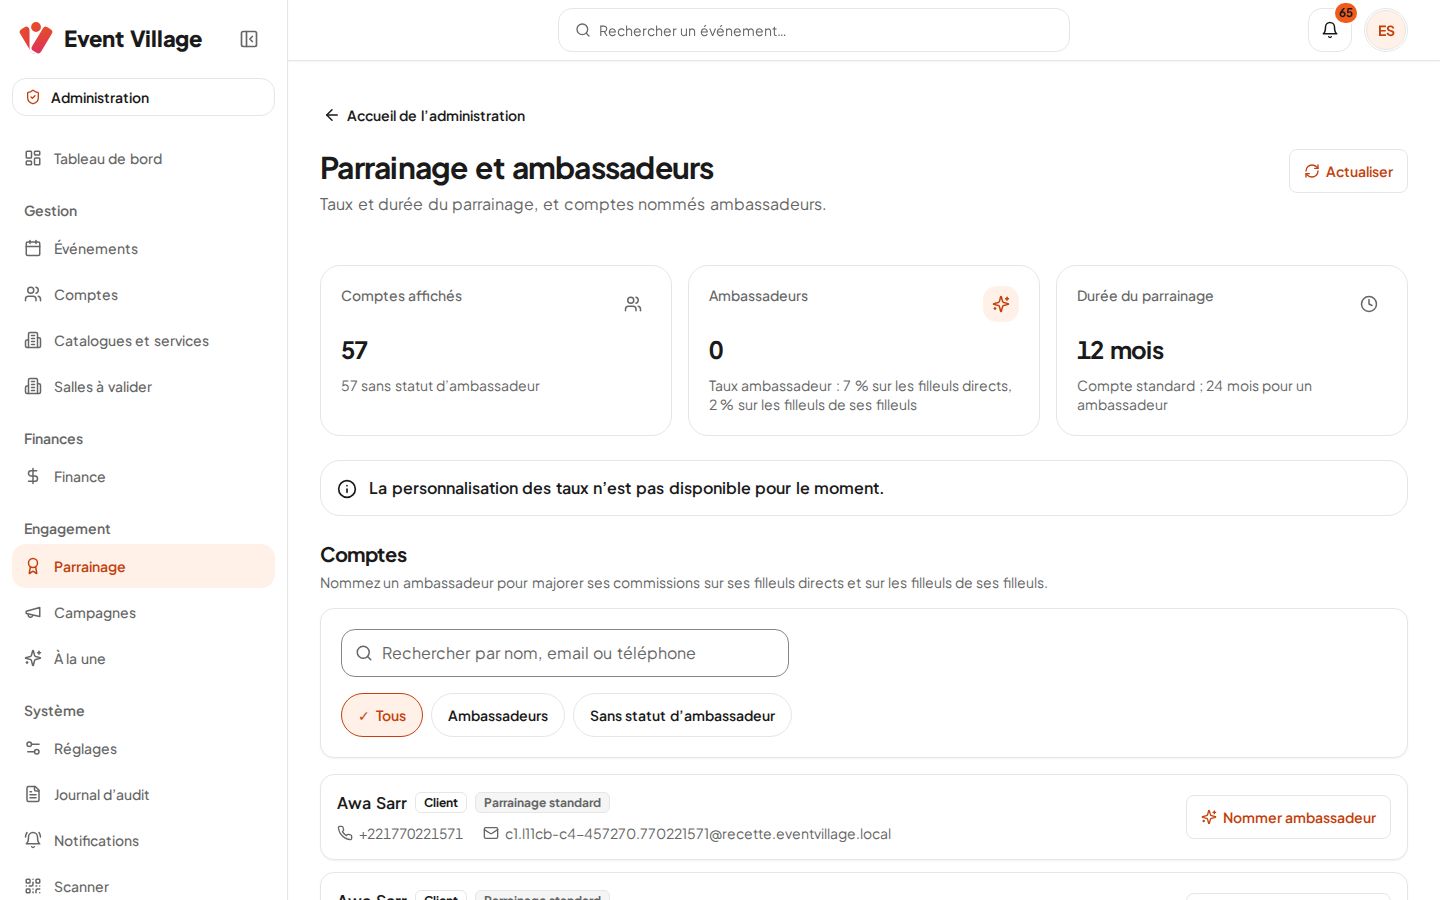 Event Village
Rechercher un événement…
65
ES
Administration
Tableau de bord
Gestion
Événements
Comptes
Catalogues et services
Salles à valider
Finances
Finance
Engagement
Parrainage
Campagnes
À la une
Système
Réglages
Journal d’audit
Notifications
Scanner
Accueil de l’administration
Parrainage et ambassadeurs
Actualiser
Taux et durée du parrainage, et comptes nommés ambassadeurs.
Comptes affichés
57
57 sans statut d’ambassadeur
Ambassadeurs
0
Taux ambassadeur : 7 % sur les filleuls directs,
2 % sur les filleuls de ses filleuls
Durée du parrainage
12 mois
Compte standard ; 24 mois pour un
ambassadeur
La personnalisation des taux n’est pas disponible pour le moment.
Comptes
Nommez un ambassadeur pour majorer ses commissions sur ses filleuls directs et sur les filleuls de ses filleuls.
Rechercher par nom, email ou téléphone
✓ Tous
Ambassadeurs
Sans statut d’ambassadeur
Awa Sarr Client Parrainage standard
+221770221571 c1.l11cb-c4-457270.770221571@recette.eventvillage.local
Nommer ambassadeur
Awa Sarr Client Parrainage standard